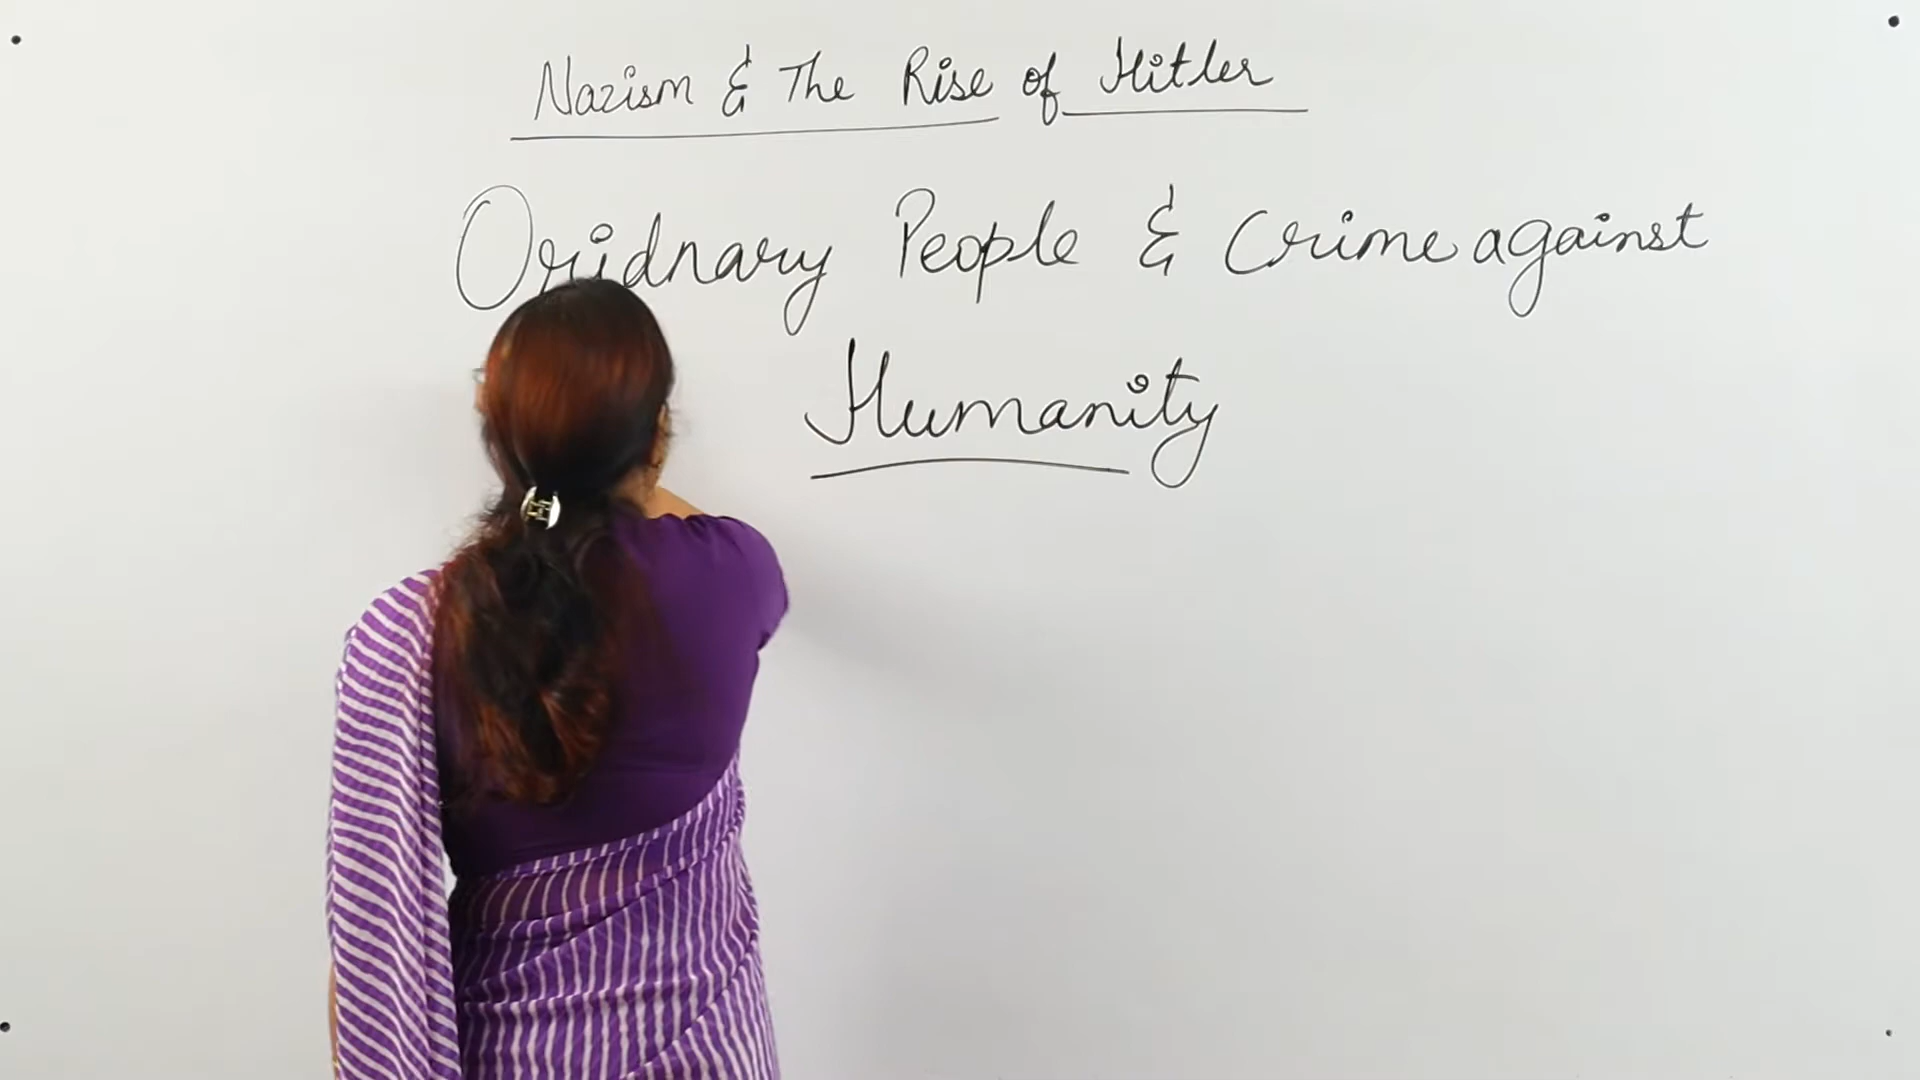 Nazism & The Rise of Hitler
Oridnary People & Crime against
Humanity